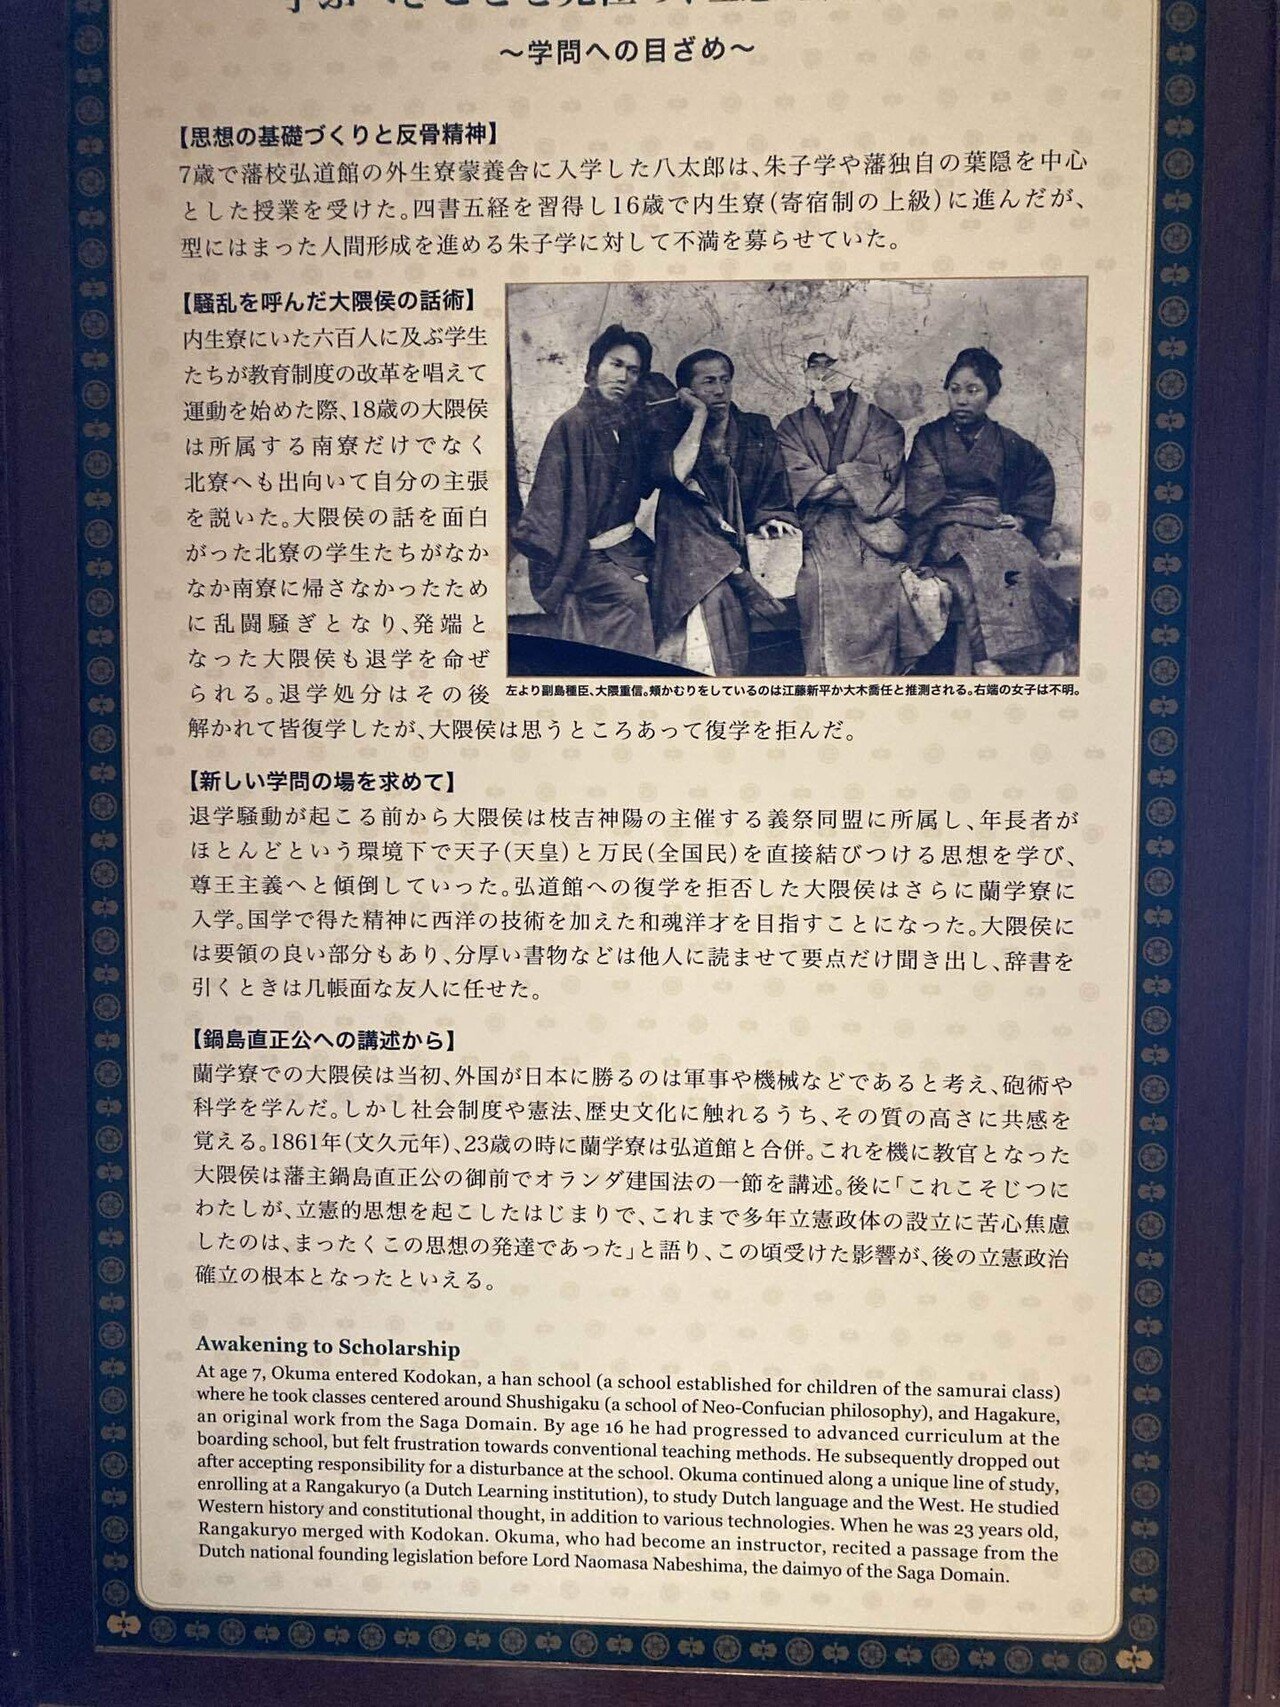 〜学問への目ざめ〜
【思想の基礎づくりと反骨精神】
7歳で藩校弘道館の外生寮蒙養舎に入学した八太郎は、朱子学や藩独自の葉隠を中心
とした授業を受けた。四書五経を習得し16歳で内生寮(寄宿制の上級)に進んだが、
型にはまった人間形成を進める朱子学に対して不満を募らせていた。
【騒乱を呼んだ大隈侯の話術】
内生寮にいた六百人に及ぶ学生
たちが教育制度の改革を唱えて
運動を始めた際、18歳の大隈侯
は所属する南寮だけでなく
北寮へも出向いて自分の主張
を説いた。大隈侯の話を面白
がった北寮の学生たちがなか
なか南寮に帰さなかったため
に乱闘騒ぎとなり、発端と
なった大隈侯も退学を命ぜ
られる。退学処分はその後
解かれて皆復学したが、大隈侯は思うところあって復学を拒んだ。
左より副島種臣、大隈重信。頬かむりをしているのは江藤新平か大木喬任と推測される。右端の女子は不明。
【新しい学問の場を求めて】
退学騒動が起こる前から大隈侯は枝吉神陽の主催する義祭同盟に所属し、年長者が
ほとんどという環境下で天子(天皇)と万民(全国民)を直接結びつける思想を学び、
尊王主義へと傾倒していった。弘道館への復学を拒否した大隈侯はさらに蘭学寮に
入学。国学で得た精神に西洋の技術を加えた和魂洋才を目指すことになった。大隈侯に
は要領の良い部分もあり、分厚い書物などは他人に読ませて要点だけ聞き出し、辞書を
引くときは几帳面な友人に任せた。
【鍋島直正公への講述から】
蘭学寮での大隈侯は当初、外国が日本に勝るのは軍事や機械などであると考え、砲術や
科学を学んだ。しかし社会制度や憲法、歴史文化に触れるうち、その質の高さに共感を
覚える。1861年(文久元年)、23歳の時に蘭学寮は弘道館と合併。これを機に教官となった
大隈侯は藩主鍋島直正公の御前でオランダ建国法の一節を講述。後に「これこそじつに
わたしが、立憲的思想を起こしたはじまりで、これまで多年立憲政体の設立に苦心焦慮
したのは、まったくこの思想の発達であった」と語り、この頃受けた影響が、後の立憲政治
確立の根本となったといえる。
Awakening to Scholarship
At age 7, Okuma entered Kodokan, a han school (a school established for children of the samurai class)
where he took classes centered around Shushigaku (a school of Neo-Confucian philosophy), and Hagakure,
an original work from the Saga Domain. By age 16 he had progressed to advanced curriculum at the
boarding school, but felt frustration towards conventional teaching methods. He subsequently dropped out
after accepting responsibility for a disturbance at the school. Okuma continued along a unique line of study,
enrolling at a Rangakuryo (a Dutch Learning institution), to study Dutch language and the West. He studied
Western history and constitutional thought, in addition to various technologies. When he was 23 years old,
Rangakuryo merged with Kodokan. Okuma, who had become an instructor, recited a passage from the
Dutch national founding legislation before Lord Naomasa Nabeshima, the daimyo of the Saga Domain.